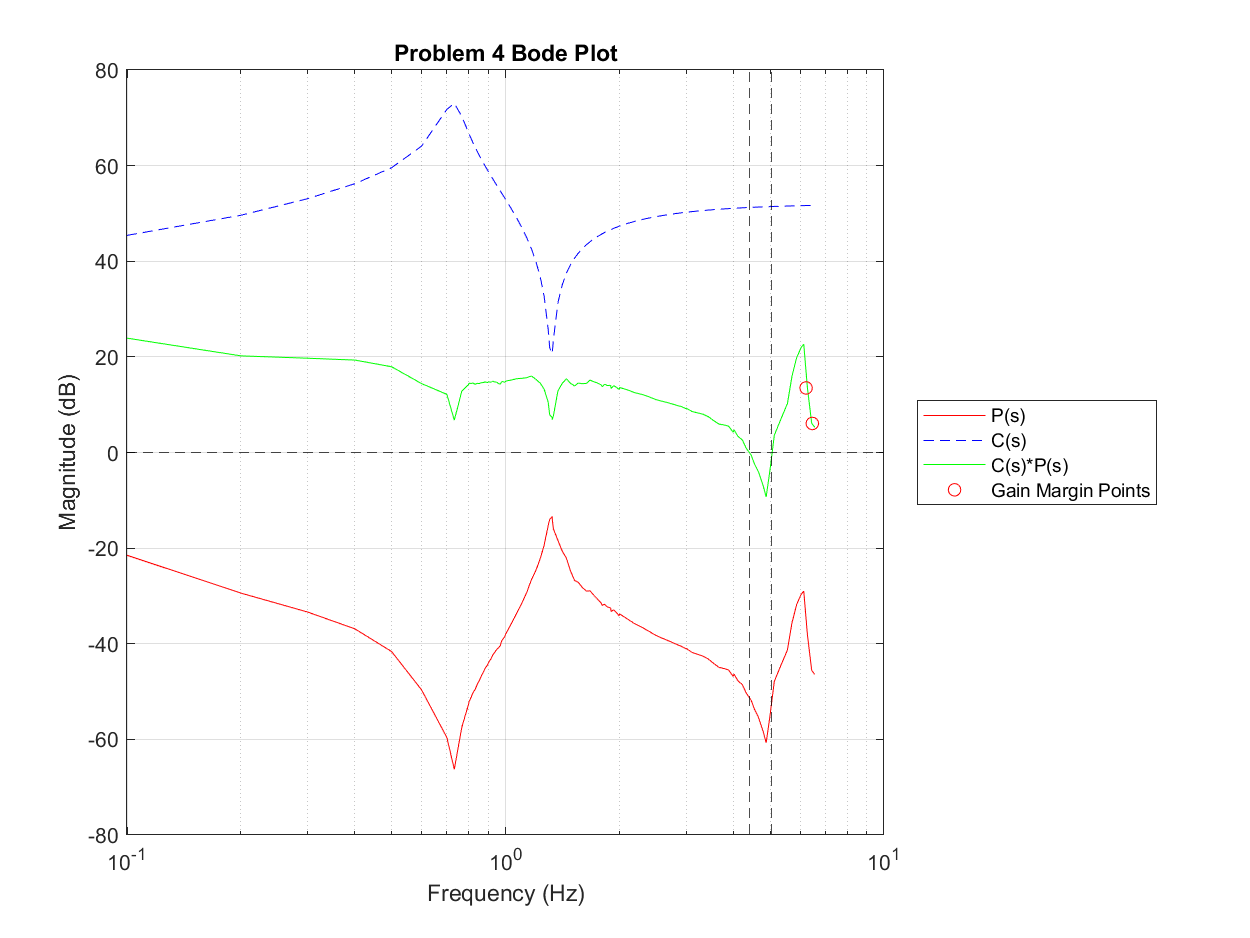 Problem 4 Bode Plot
80
60
40
20
0
-20
-40
-60
-80
Magnitude (dB)
10^-1
10^0
10^1
Frequency (Hz)
P(s)
C(s)
C(s)*P(s)
Gain Margin Points